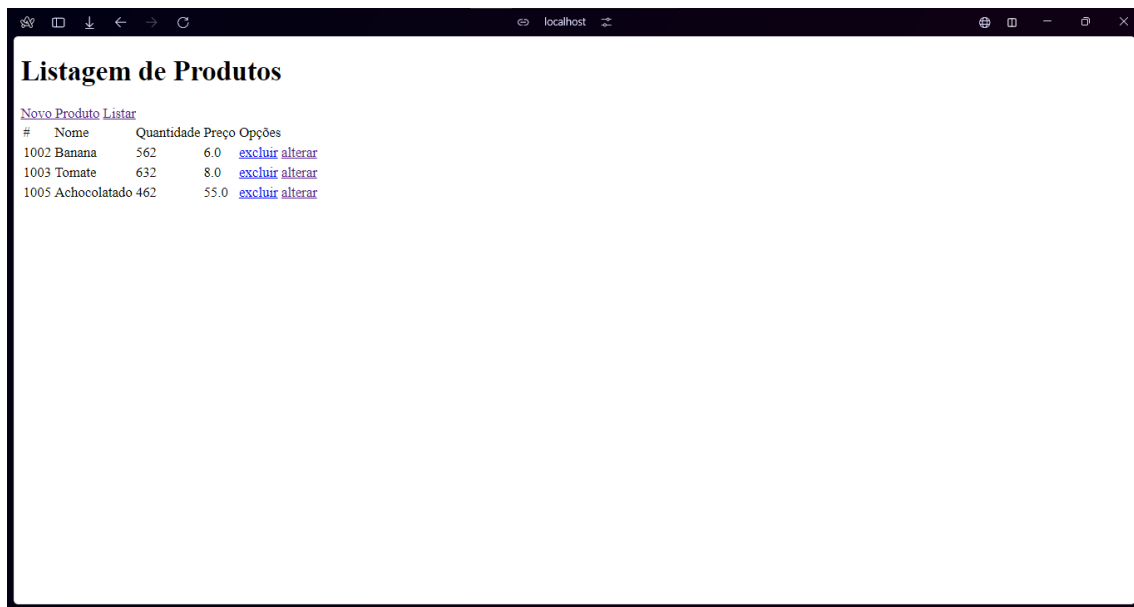 localhost
Listagem de Produtos
Novo Produto Listar
# Nome Quantidade Preço Opções
1002 Banana 562 6.0 excluir alterar
1003 Tomate 632 8.0 excluir alterar
1005 Achocolatado 462 55.0 excluir alterar